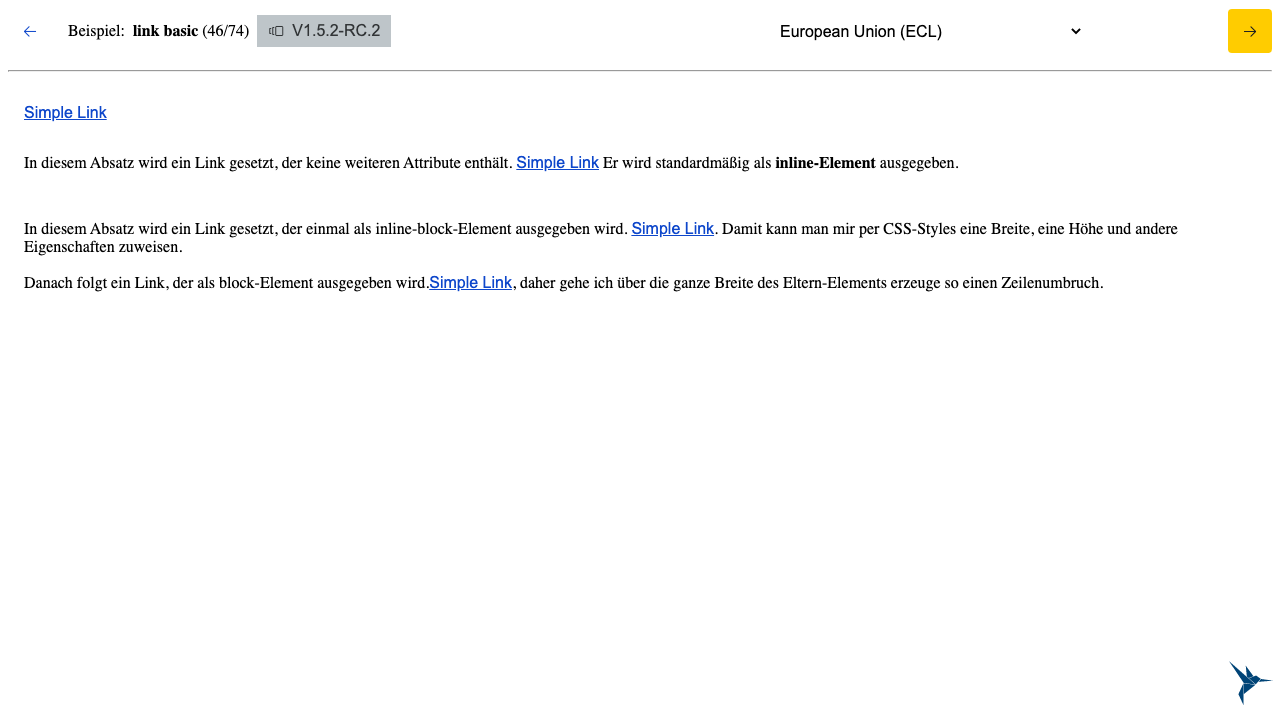 Beispiel: link basic (46/74) V1.5.2-RC.2 European Union (ECL)
Simple Link
In diesem Absatz wird ein Link gesetzt, der keine weiteren Attribute enthält. Simple Link Er wird standardmäßig als inline-Element ausgegeben.
In diesem Absatz wird ein Link gesetzt, der einmal als inline-block-Element ausgegeben wird. Simple Link. Damit kann man mir per CSS-Styles eine Breite, eine Höhe und andere
Eigenschaften zuweisen.
Danach folgt ein Link, der als block-Element ausgegeben wird.Simple Link, daher gehe ich über die ganze Breite des Eltern-Elements erzeuge so einen Zeilenumbruch.